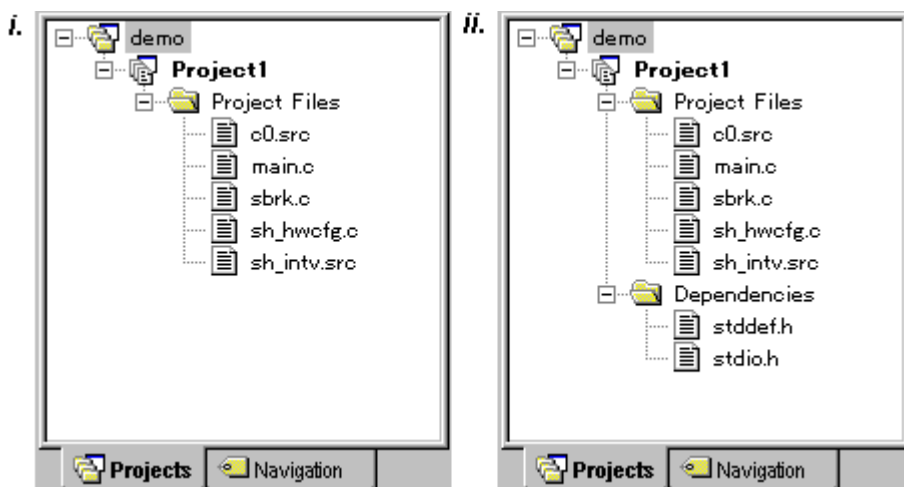 i.
demo
Project1
Project Files
c0.src
main.c
sbrk.c
sh_hwcfg.c
sh_intv.src
Projects Navigation
ii.
demo
Project1
Project Files
c0.src
main.c
sbrk.c
sh_hwcfg.c
sh_intv.src
Dependencies
stddef.h
stdio.h
Projects Navigation